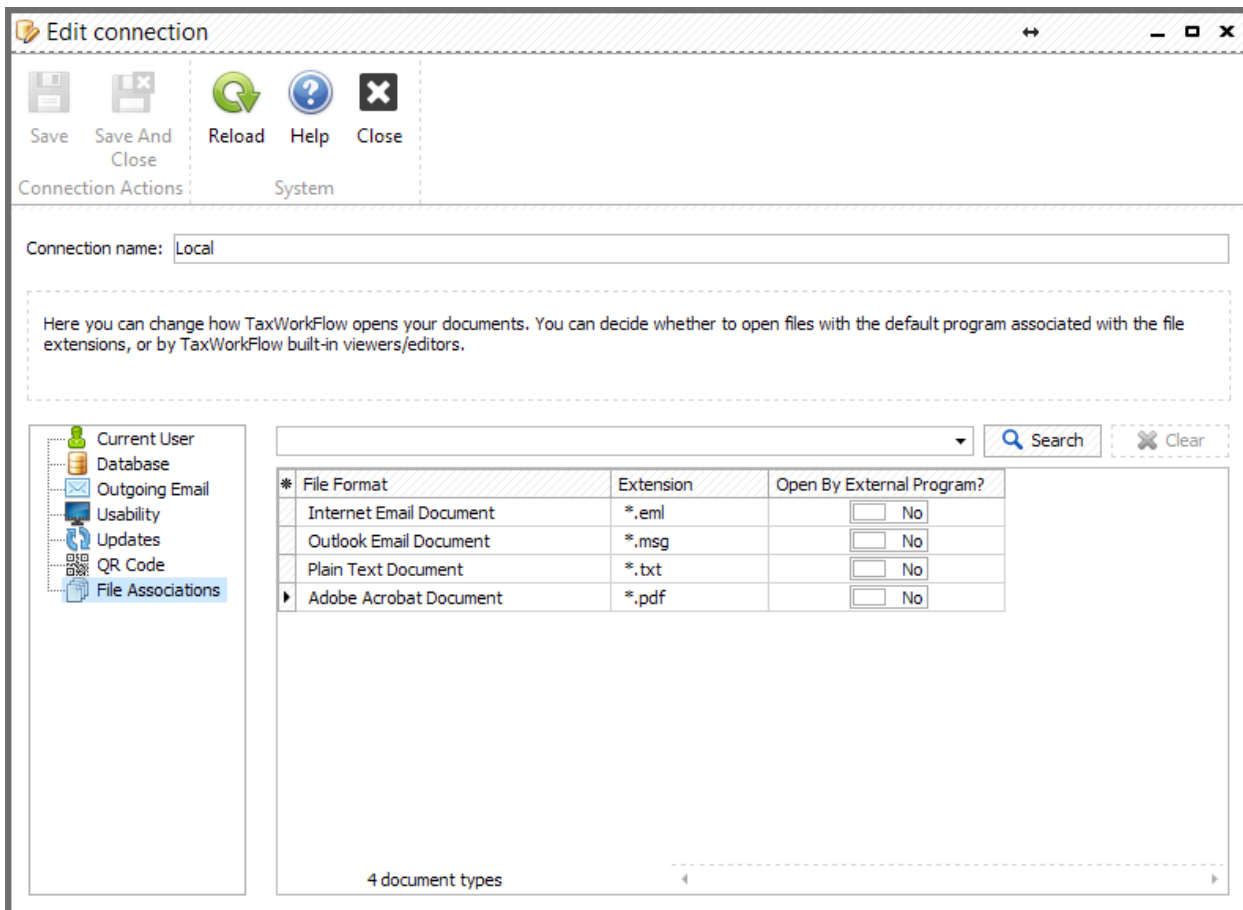 Edit connection
Save
Save And
Close
Reload
Help
Close
Connection Actions
System
Connection name: Local
Here you can change how TaxWorkFlow opens your documents. You can decide whether to open files with the default program associated with the file
extensions, or by TaxWorkFlow built-in viewers/editors.
Current User
Database
Outgoing Email
Usability
Updates
QR Code
File Associations
Search
Clear
File Format Extension Open By External Program?
Internet Email Document *.eml No
Outlook Email Document *.msg No
Plain Text Document *.txt No
Adobe Acrobat Document *.pdf No
4 document types